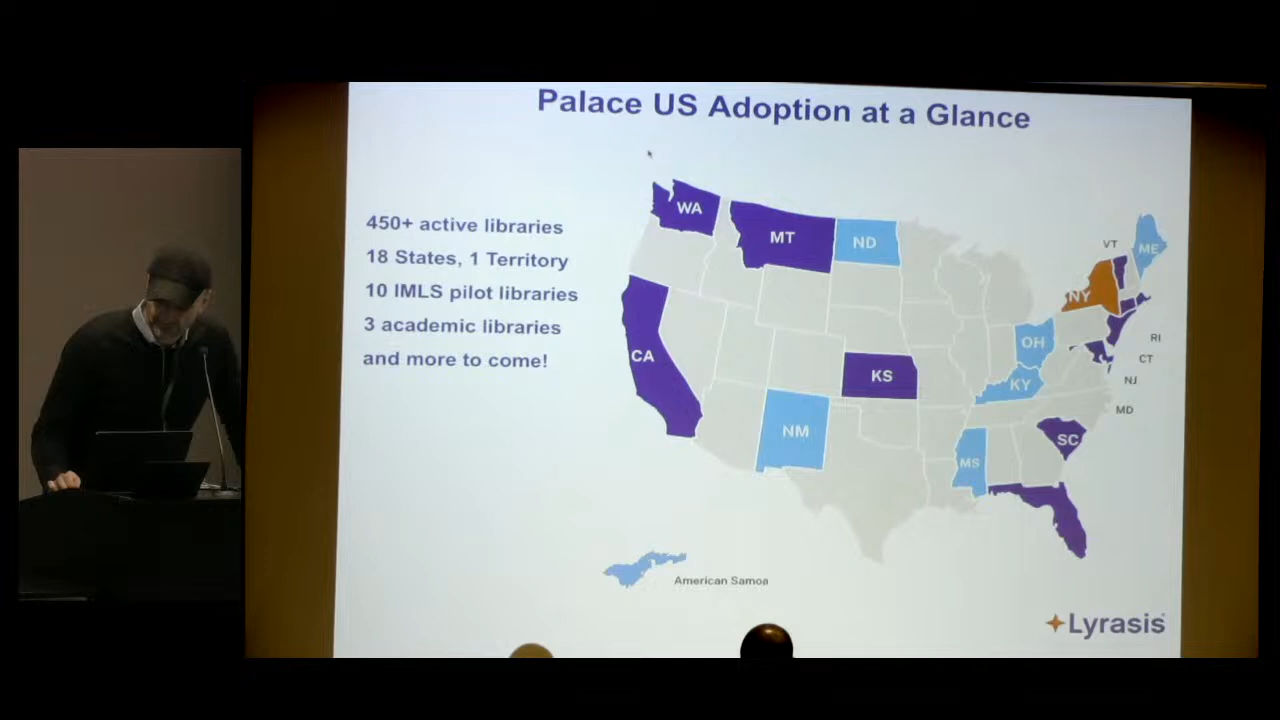 Palace US Adoption at a Glance
450+ active libraries
18 States, 1 Territory
10 IMLS pilot libraries
3 academic libraries
and more to come!
WA
MT
ND
VT
ME
NY
OH
RI
CA
CT
KS
KY
NJ
MD
NM
SC
MS
American Samoa
Lyrasis